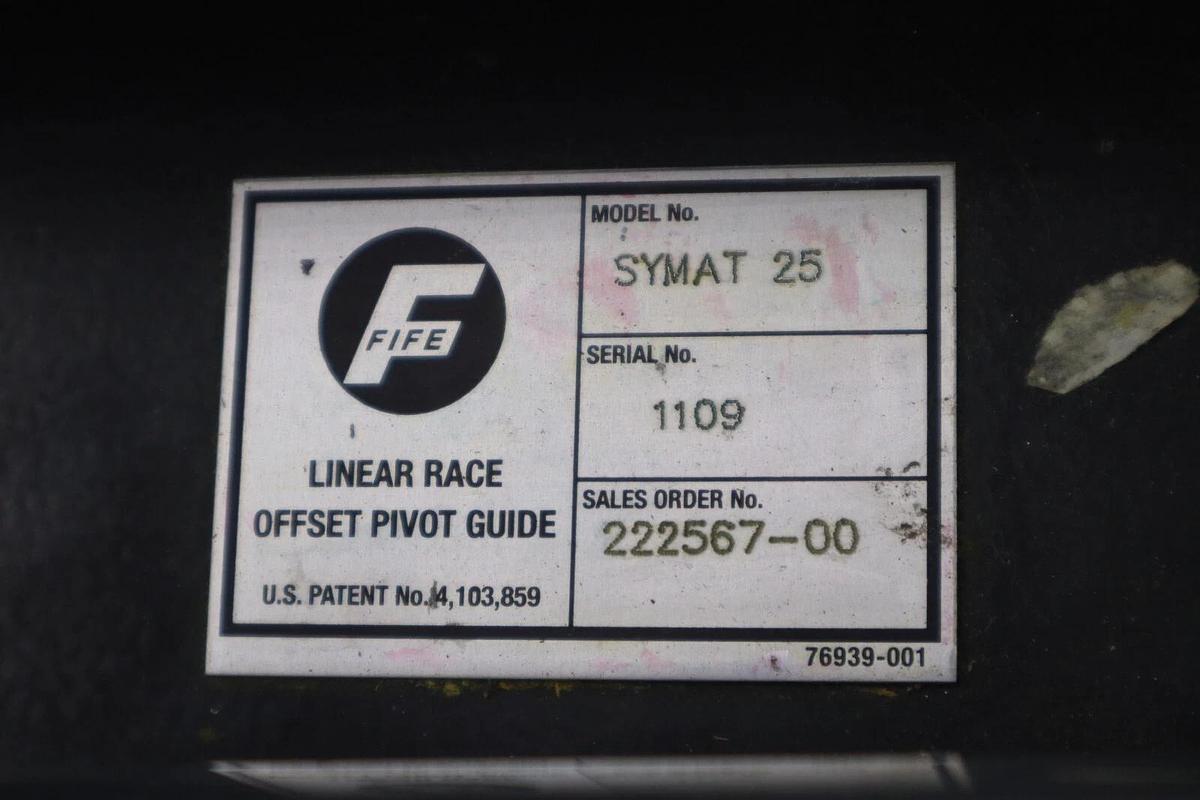 FIFE
LINEAR RACE
OFFSET PIVOT GUIDE
U.S. PATENT No. 4,103,859
MODEL No.
SYMAT 25
SERIAL No.
1109
SALES ORDER No.
222567-00
76939-001